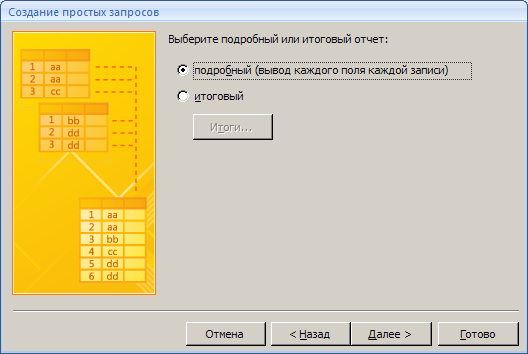 Создание простых запросов
Выберите подробный или итоговый отчет:
подробный (вывод каждого поля каждой записи)
итоговый
Итоги...
1 aa
2 aa
3 cc
1 bb
2 dd
3 dd
1 aa
2 aa
3 bb
4 cc
5 dd
6 dd
Отмена
< Назад
Далее >
Готово